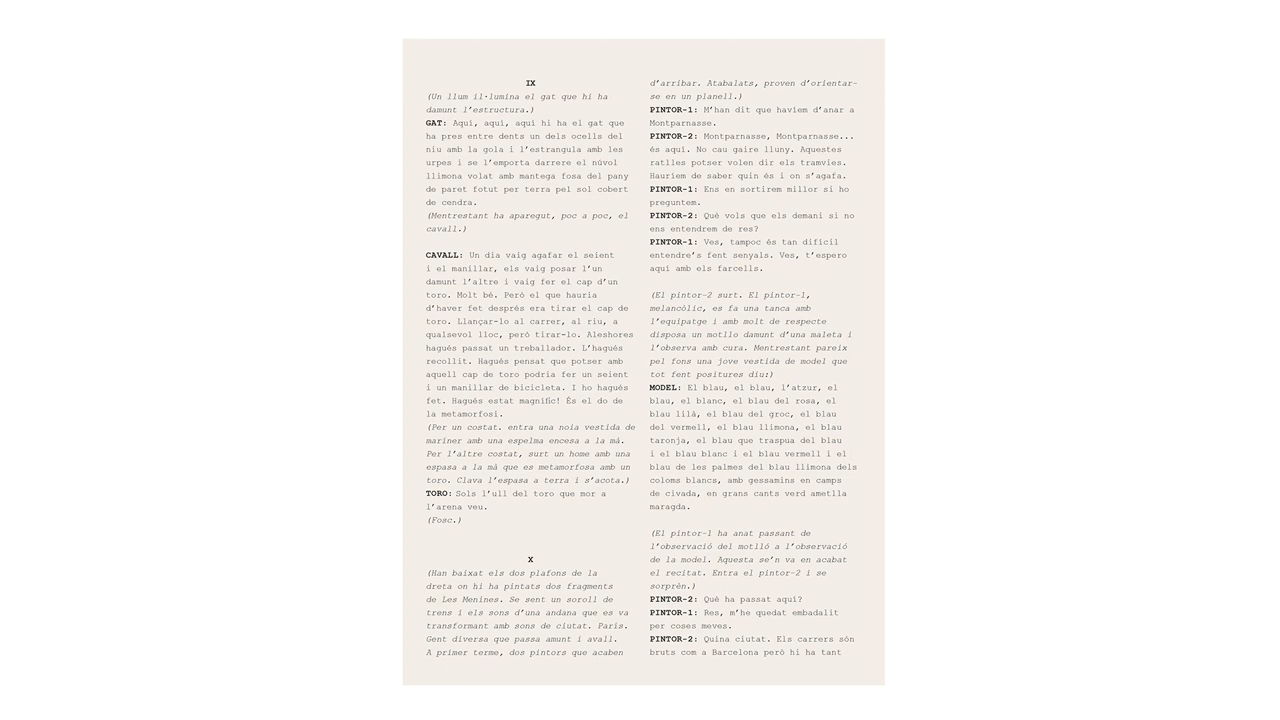 IX
(Un llum il·lumina el gat que hi ha
damunt l’estructura.)
GAT: Aquí, aquí, aquí hi ha el gat que
ha pres entre dents un dels ocells del
niu amb la gola i l’estrangula amb les
urpes i se l’emporta darrere el núvol
llimona volat amb mantega fosa del pany
de paret fotut per terra pel sol cobert
de cendra.
(Mentrestant ha aparegut, poc a poc, el
cavall.)
CAVALL: Un dia vaig agafar el seient
i el manillar, els vaig posar l’un
damunt l’altre i vaig fer el cap d’un
toro. Molt bé. Però el que hauria
d’haver fet després era tirar el cap de
toro. Llançar-lo al carrer, al riu, a
qualsevol lloc, però tirar-lo. Aleshores
hagués passat un treballador. L’hagués
recollit. Hagués pensat que potser amb
aquell cap de toro podria fer un seient
i un manillar de bicicleta. I ho hagués
fet. Hagués estat magnífic! És el do de
la metamorfosi.
(Per un costat. entra una noia vestida de
mariner amb una espelma encesa a la mà.
Per l’altre costat, surt un home amb una
espasa a la mà que es metamorfosa amb un
toro. Clava l’espasa a terra i s’acota.)
TORO: Sols l’ull del toro que mor a
l’arena veu.
(Fosc.)
X
(Han baixat els dos plafons de la
dreta on hi ha pintats dos fragments
de Les Menines. Se sent un soroll de
trens i els sons d’una andana que es va
transformant amb sons de ciutat. París.
Gent diversa que passa amunt i avall.
A primer terme, dos pintors que acaben
d’arribar. Atabalats, proven d’orientar-
se en un planell.)
PINTOR-1: M’han dit que havíem d’anar a
Montparnasse.
PINTOR-2: Montparnasse, Montparnasse...
és aquí. No cau gaire lluny. Aquestes
ratlles potser volen dir els tramvies.
Hauríem de saber quin és i on s’agafa.
PINTOR-1: Ens en sortirem millor si ho
preguntem.
PINTOR-2: Què vols que els demani si no
ens entendrem de res?
PINTOR-1: Ves, tampoc és tan difícil
entendre’s fent senyals. Ves, t’espero
aquí amb els farcells.
(El pintor-2 surt. El pintor-1,
melancòlic, es fa una tanca amb
l’equipatge i amb molt de respecte
disposa un motllo damunt d’una maleta i
l’observa amb cura. Mentrestant pareix
pel fons una jove vestida de model que
tot fent positures diu:)
MODEL: El blau, el blau, l’atzur, el
blau, el blanc, el blau del rosa, el
blau lilà, el blau del groc, el blau
del vermell, el blau llimona, el blau
taronja, el blau que traspua del blau
i el blau blanc i el blau vermell i el
blau de les palmes del blau llimona dels
coloms blancs, amb gessamins en camps
de civada, en grans cants verd ametlla
maragda.
(El pintor-1 ha anat passant de
l’observació del motlló a l’observació
de la model. Aquesta se’n va en acabat
el recitat. Entra el pintor-2 i se
sorprèn.)
PINTOR-2: Què ha passat aquí?
PINTOR-1: Res, m’he quedat embadalit
per coses meves.
PINTOR-2: Quina ciutat. Els carrers són
bruts com a Barcelona però hi ha tant